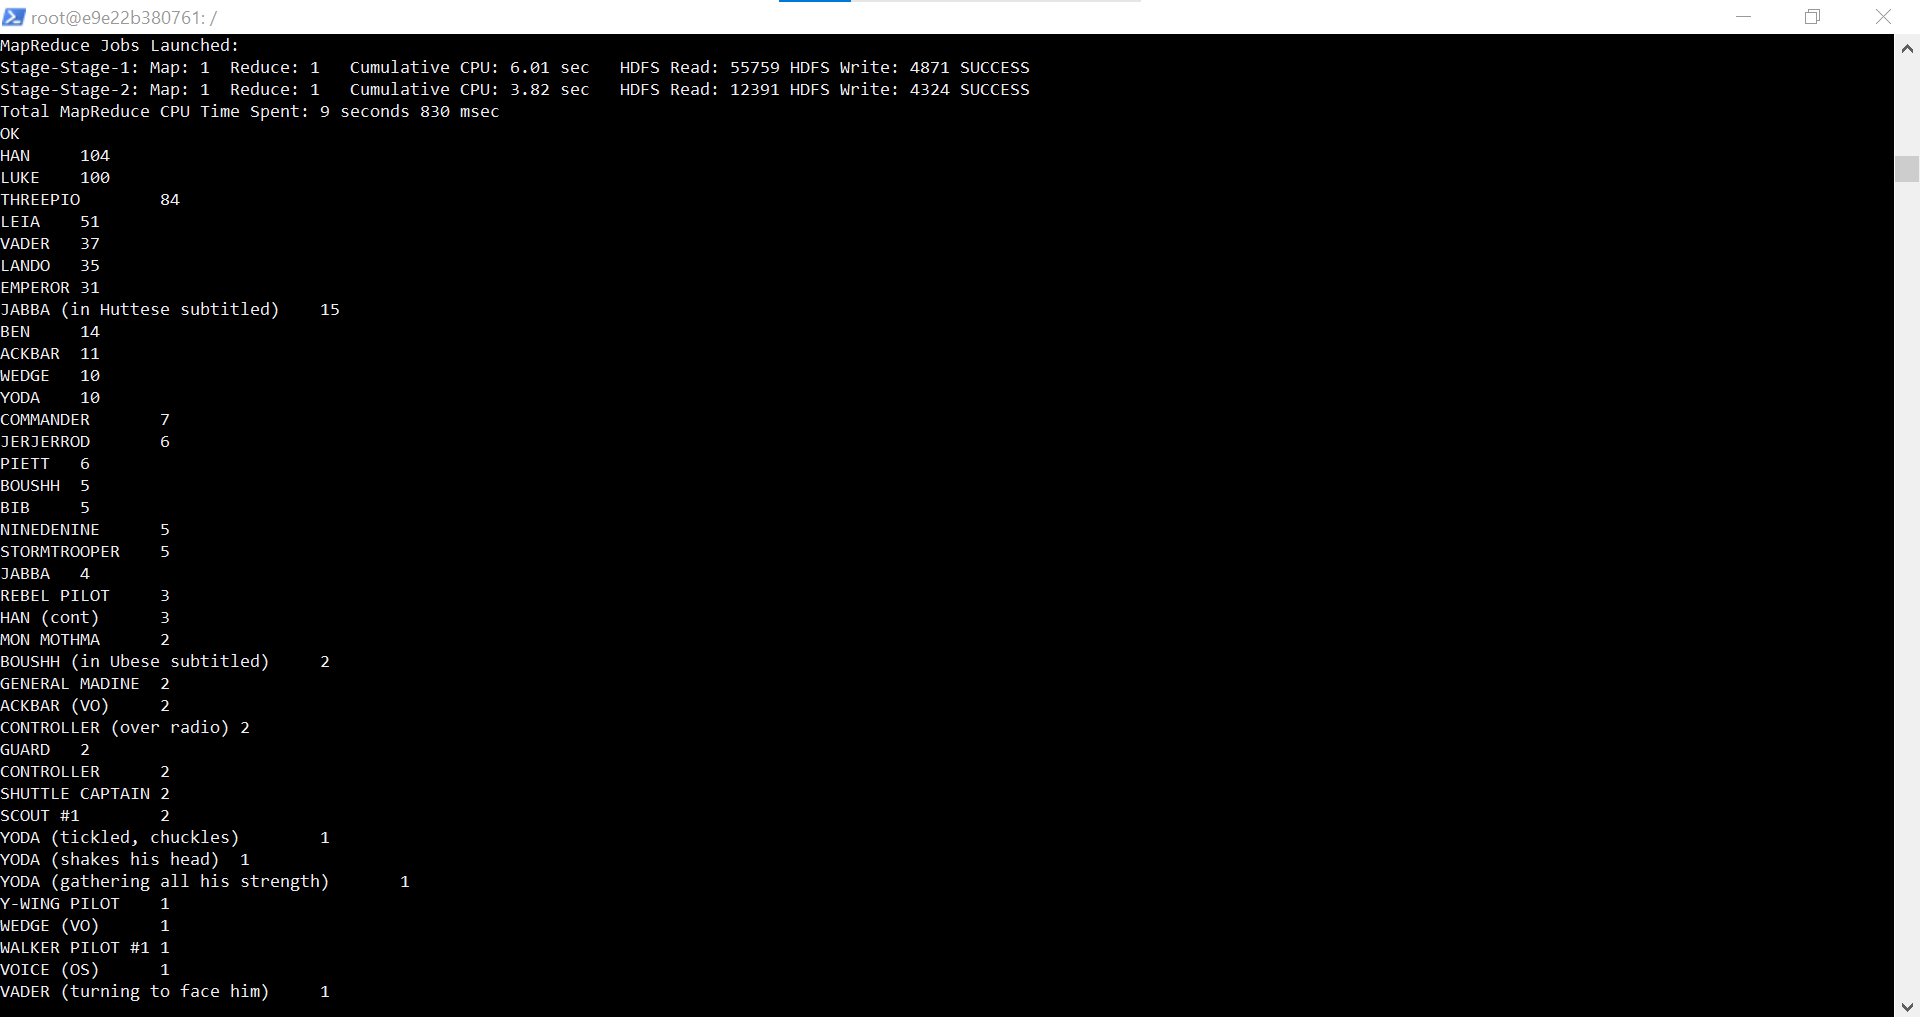 root@e9e22b380761: /
MapReduce Jobs Launched:
Stage-Stage-1: Map: 1  Reduce: 1   Cumulative CPU: 6.01 sec   HDFS Read: 55759 HDFS Write: 4871 SUCCESS
Stage-Stage-2: Map: 1  Reduce: 1   Cumulative CPU: 3.82 sec   HDFS Read: 12391 HDFS Write: 4324 SUCCESS
Total MapReduce CPU Time Spent: 9 seconds 830 msec
OK
HAN     104
LUKE    100
THREEPIO        84
LEIA    51
VADER   37
LANDO   35
EMPEROR 31
JABBA (in Huttese subtitled)    15
BEN     14
ACKBAR  11
WEDGE   10
YODA    10
COMMANDER       7
JERJERROD       6
PIETT   6
BOUSHH  5
BIB     5
NINEDENINE      5
STORMTROOPER    5
JABBA   4
REBEL PILOT     3
HAN (cont)      3
MON MOTHMA      2
BOUSHH (in Ubese subtitled)     2
GENERAL MADINE  2
ACKBAR (VO)     2
CONTROLLER (over radio) 2
GUARD   2
CONTROLLER      2
SHUTTLE CAPTAIN 2
SCOUT #1        2
YODA (tickled, chuckles)        1
YODA (shakes his head)  1
YODA (gathering all his strength)       1
Y-WING PILOT    1
WEDGE (VO)      1
WALKER PILOT #1 1
VOICE (OS)      1
VADER (turning to face him)     1